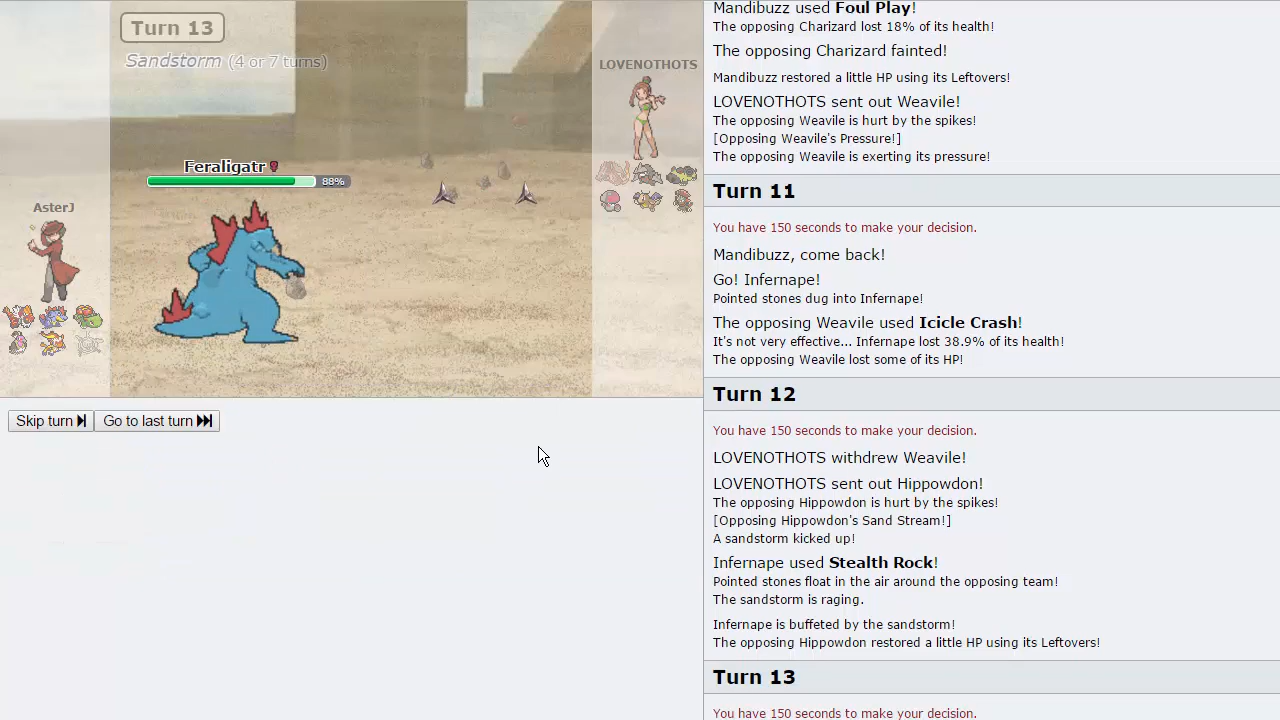 Turn 13
Sandstorm (4 or 7 turns)
LOVENOTHOTS
Feraligatr
88%
AsterJ
Skip turn
Go to last turn
Mandibuzz used Foul Play!
The opposing Charizard lost 18% of its health!
The opposing Charizard fainted!
Mandibuzz restored a little HP using its Leftovers!
LOVENOTHOTS sent out Weavile!
The opposing Weavile is hurt by the spikes!
[Opposing Weavile's Pressure!]
The opposing Weavile is exerting its pressure!
Turn 11
You have 150 seconds to make your decision.
Mandibuzz, come back!
Go! Infernape!
Pointed stones dug into Infernape!
The opposing Weavile used Icicle Crash!
It's not very effective... Infernape lost 38.9% of its health!
The opposing Weavile lost some of its HP!
Turn 12
You have 150 seconds to make your decision.
LOVENOTHOTS withdrew Weavile!
LOVENOTHOTS sent out Hippowdon!
The opposing Hippowdon is hurt by the spikes!
[Opposing Hippowdon's Sand Stream!]
A sandstorm kicked up!
Infernape used Stealth Rock!
Pointed stones float in the air around the opposing team!
The sandstorm is raging.
Infernape is buffeted by the sandstorm!
The opposing Hippowdon restored a little HP using its Leftovers!
Turn 13
You have 150 seconds to make your decision.